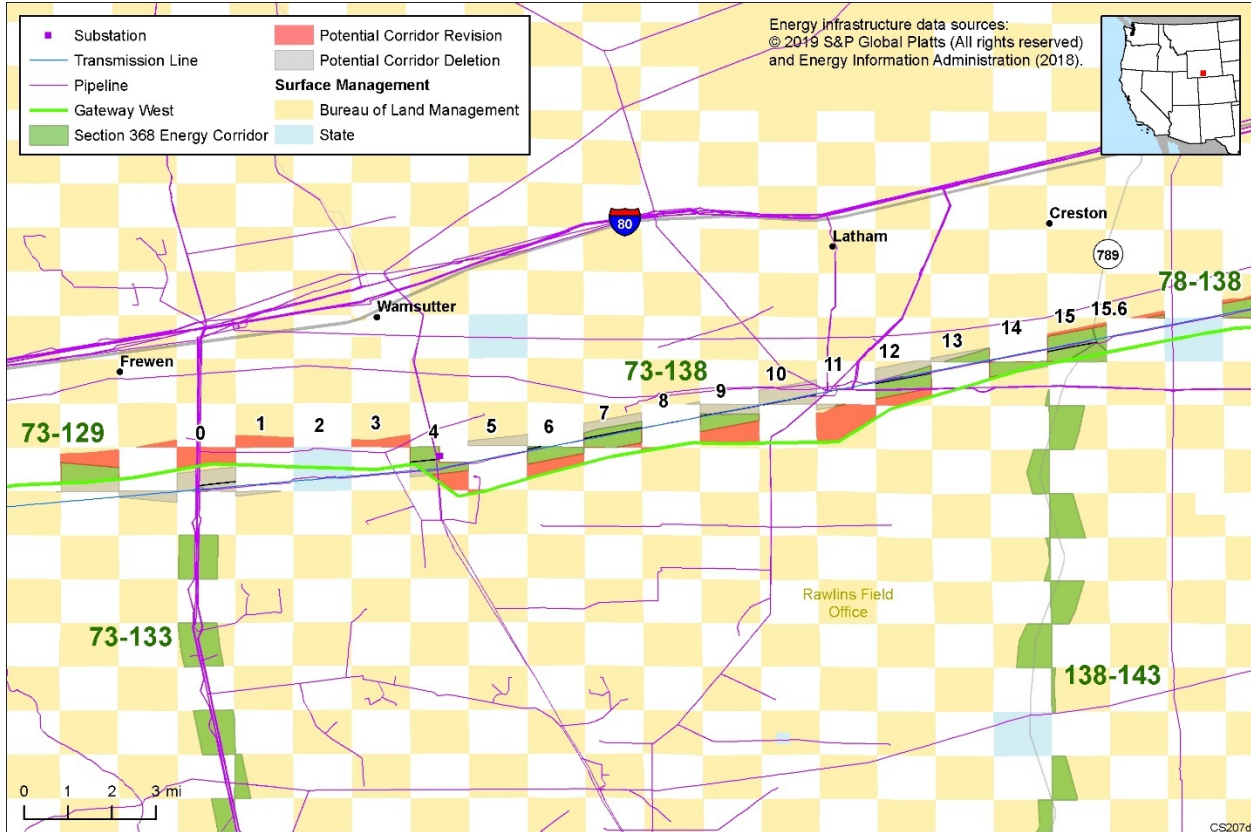 Substation
Transmission Line
Pipeline
Gateway West
Section 368 Energy Corridor
Potential Corridor Revision
Potential Corridor Deletion
Surface Management
Bureau of Land Management
State
Energy infrastructure data sources:
© 2019 S&P Global Platts (All rights reserved)
and Energy Information Administration (2018).
80
Creston
Latham
789
78-138
Wamsutter
15.6
15
14
13
Frewen
73-138
12
11
10
9
8
7
73-129
0
1
2
3
4
5
6
Rawlins Field
Office
73-133
138-143
0 1 2 3 mi
CS207d